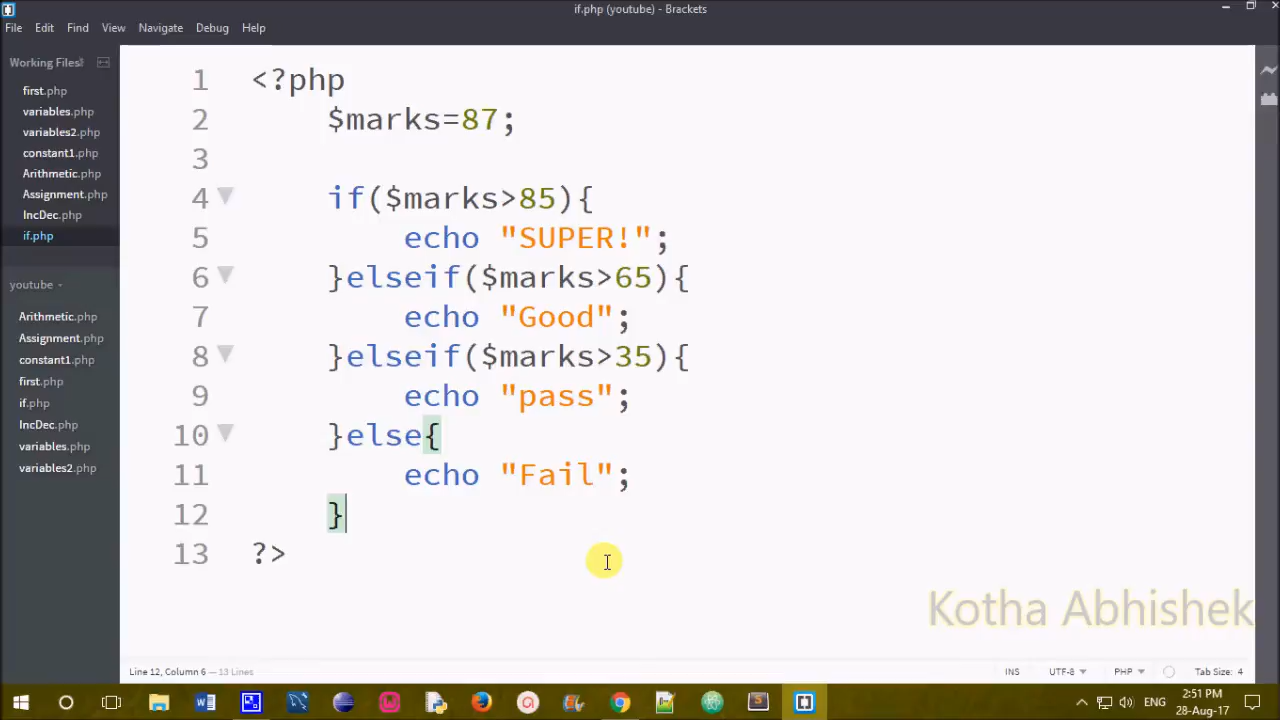 if.php (youtube) - Brackets
File Edit Find View Navigate Debug Help
Working Files
first.php
variables.php
variables2.php
constant1.php
Arithmetic.php
Assignment.php
IncDec.php
if.php
youtube
Arithmetic.php
Assignment.php
constant1.php
first.php
if.php
IncDec.php
variables.php
variables2.php
1 <?php
2 $marks=87;
3
4 if($marks>85){
5 echo "SUPER!";
6 }elseif($marks>65){
7 echo "Good";
8 }elseif($marks>35){
9 echo "pass";
10 }else{
11 echo "Fail";
12 }
13 ?>
Kotha Abhishek
Line 12, Column 6 — 13 Lines INS UTF-8 PHP Tab Size: 4
ENG 2:51 PM
28-Aug-17